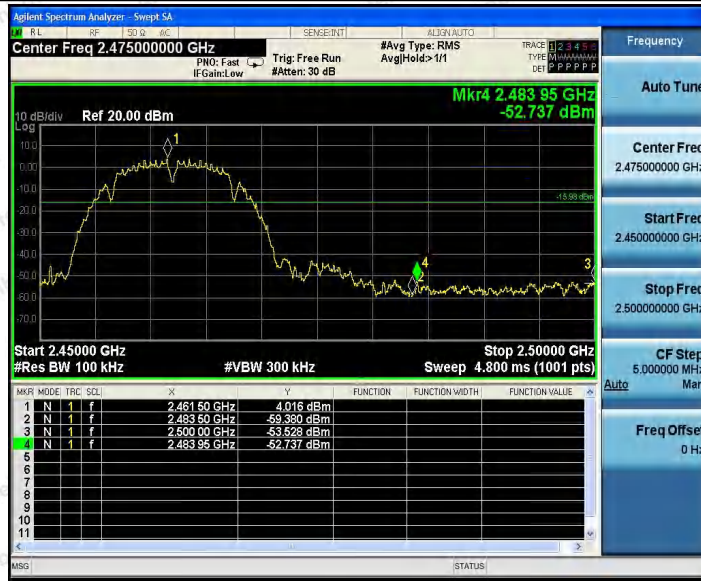 Agilent Spectrum Analyzer - Swept SA
RL RF 50 Ω AC SENSE:INT ALIGN AUTO
Center Freq 2.475000000 GHz
PNO: Fast
IFGain:Low
Trig: Free Run
#Atten: 30 dB
#Avg Type: RMS
Avg|Hold:> 1/1
TRACE 1 2 3 4 5 6
TYPE M
DET P P P P P P
Mkr4 2.483 95 GHz
-52.737 dBm
10 dB/div Ref 20.00 dBm
Log
10.0
0.00
-10.0
-20.0
-30.0
-40.0
-50.0
-60.0
-70.0
1
4
2
3
Start 2.45000 GHz Stop 2.50000 GHz
#Res BW 100 kHz #VBW 300 kHz Sweep 4.800 ms (1001 pts)
MKR MODE TRC SCL X Y FUNCTION FUNCTION WIDTH FUNCTION VALUE
1 N 1 f 2.461 50 GHz 4.016 dBm
2 N 1 f 2.483 50 GHz -59.380 dBm
3 N 1 f 2.500 00 GHz -53.528 dBm
4 N 1 f 2.483 95 GHz -52.737 dBm
5
6
7
8
9
10
11
MSG STATUS
Frequency
Auto Tune
Center Freq
2.475000000 GHz
Start Freq
2.450000000 GHz
Stop Freq
2.500000000 GHz
CF Step
5.000000 MHz
Auto Man
Freq Offset
0 Hz